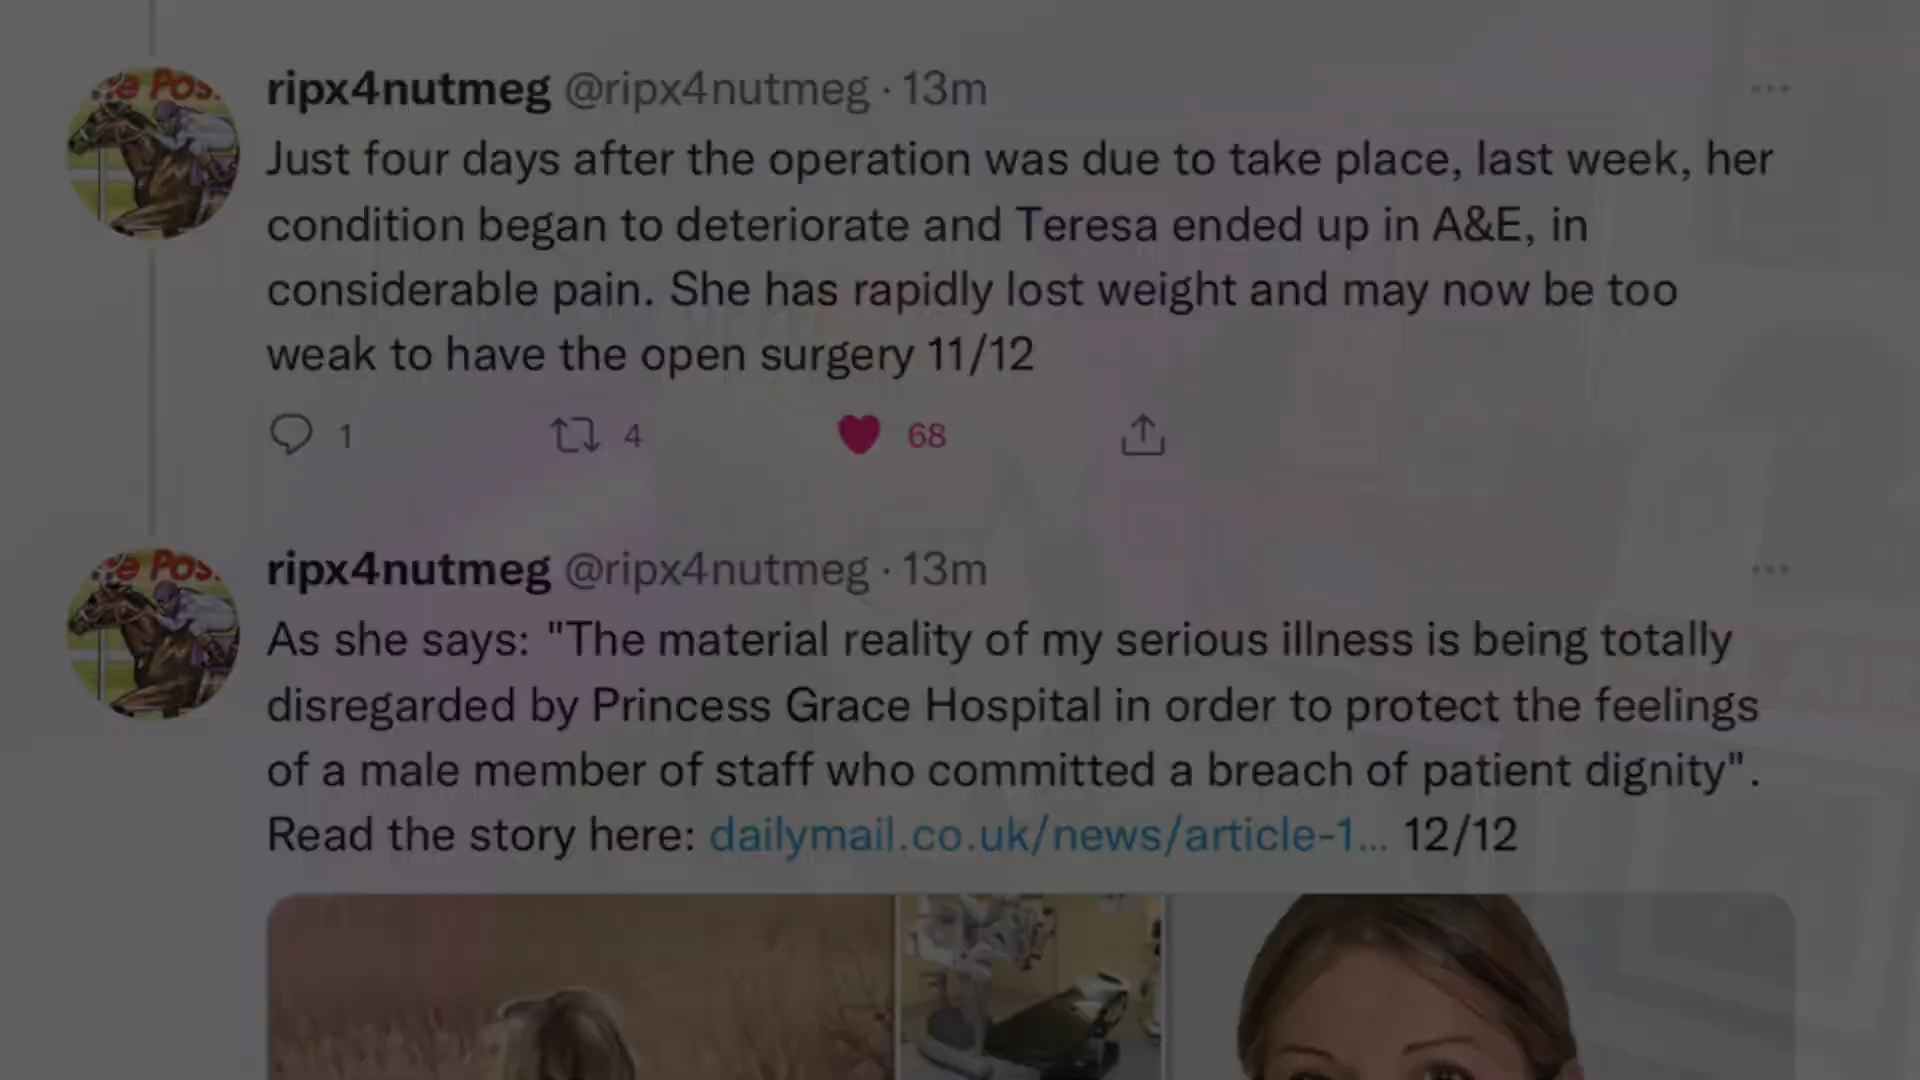 ripx4nutmeg @ripx4nutmeg · 13m
Just four days after the operation was due to take place, last week, her
condition began to deteriorate and Teresa ended up in A&E, in
considerable pain. She has rapidly lost weight and may now be too
weak to have the open surgery 11/12
1 4 68
ripx4nutmeg @ripx4nutmeg · 13m
As she says: "The material reality of my serious illness is being totally
disregarded by Princess Grace Hospital in order to protect the feelings
of a male member of staff who committed a breach of patient dignity".
Read the story here: dailymail.co.uk/news/article-1... 12/12